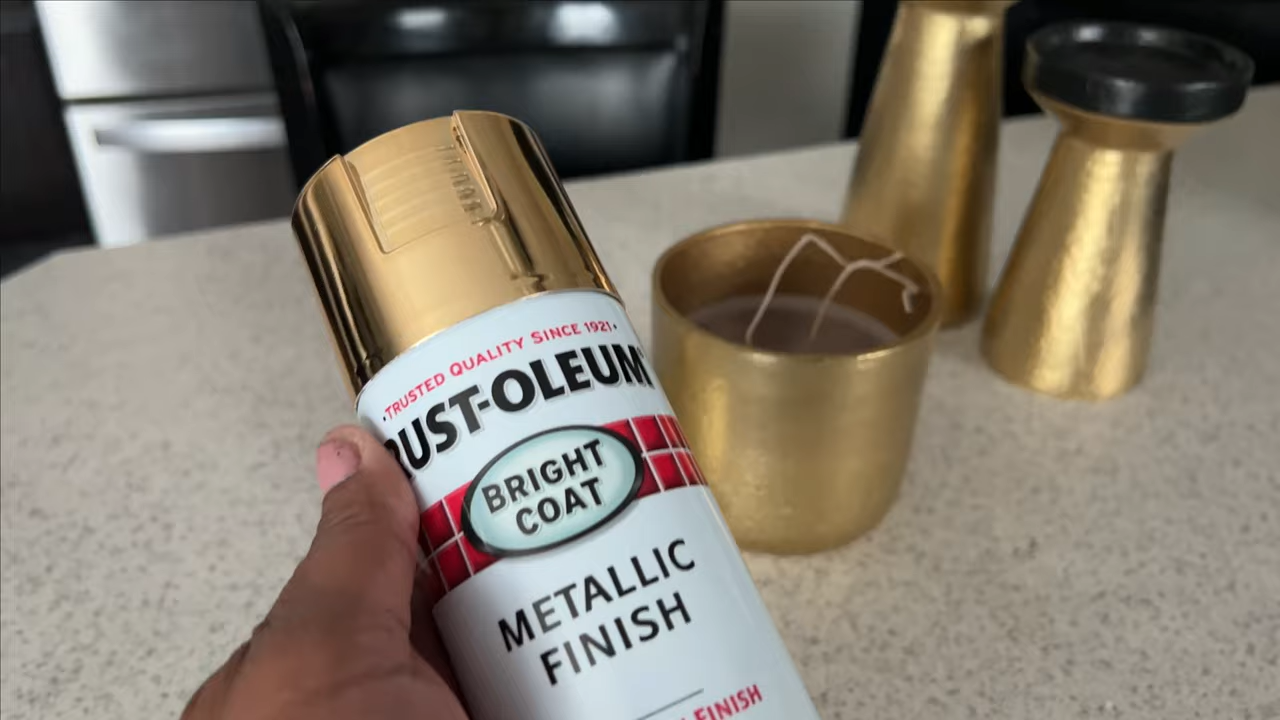 •TRUSTED QUALITY SINCE 1921•
RUST-OLEUM
BRIGHT
COAT
METALLIC
FINISH
FINISH